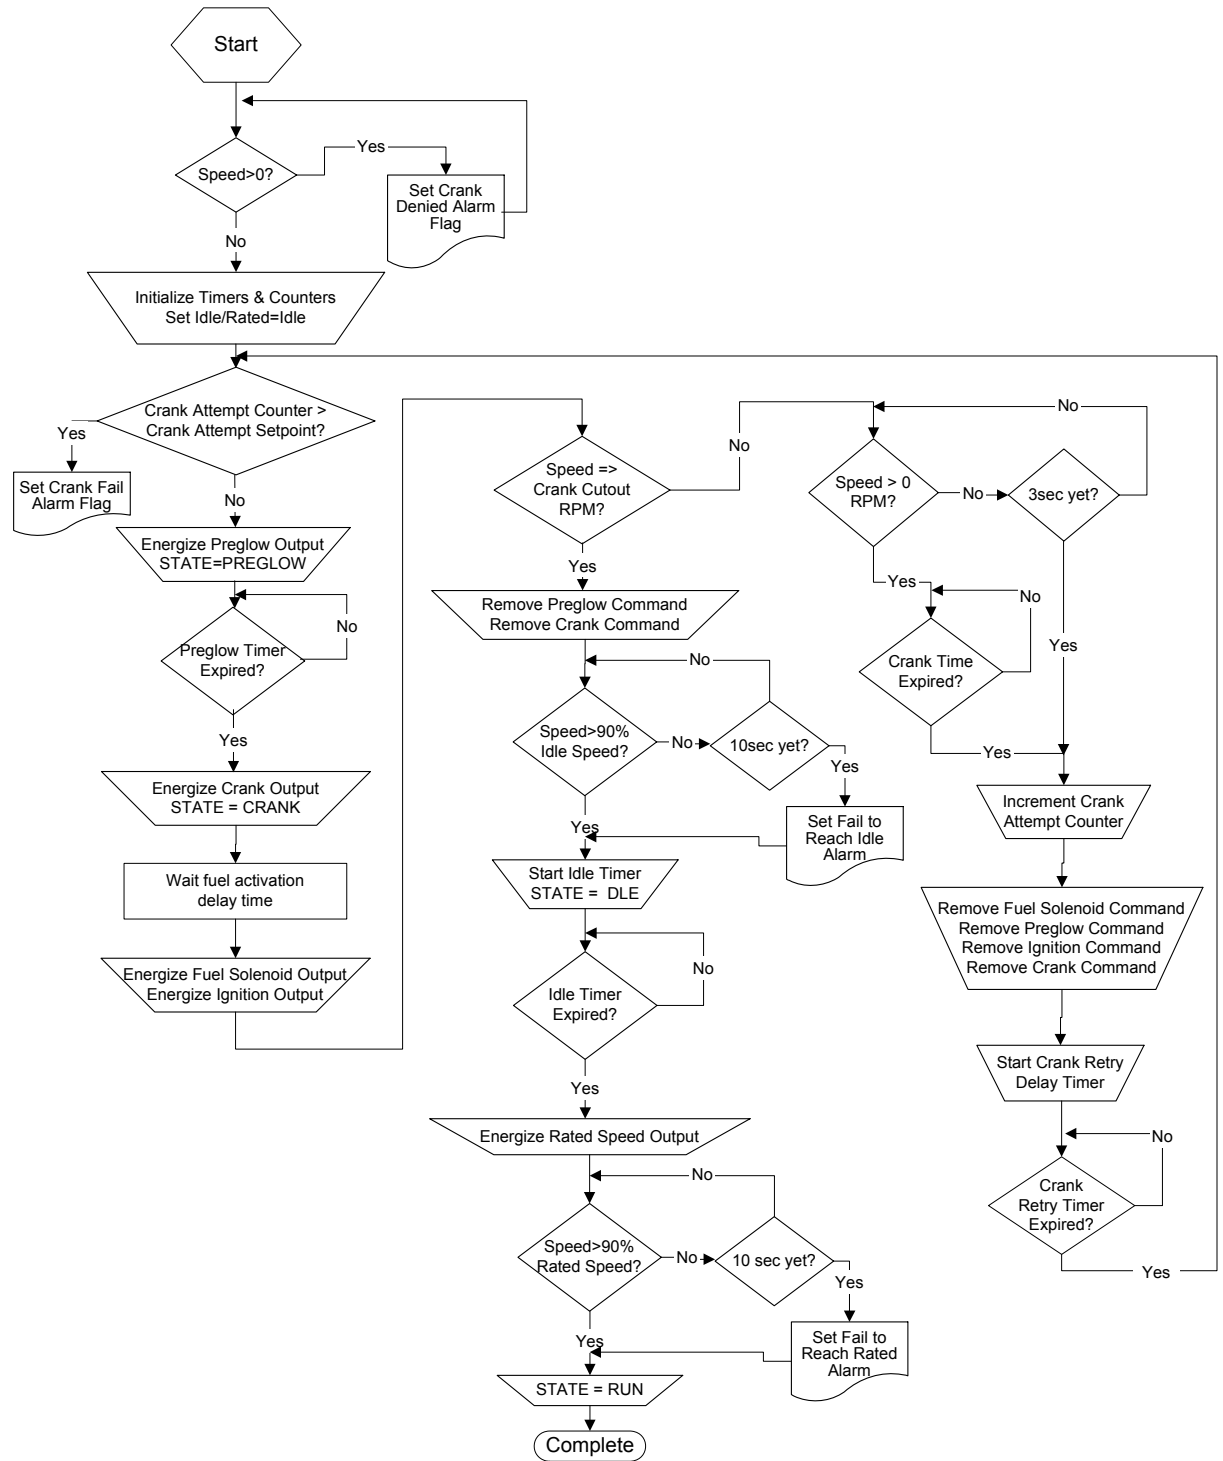 Start
Speed>0?
Yes
Set Crank
Denied Alarm
Flag
No
Initialize Timers & Counters
Set Idle/Rated=Idle
Crank Attempt Counter >
Crank Attempt Setpoint?
Yes
Set Crank Fail
Alarm Flag
No
Energize Preglow Output
STATE=PREGLOW
Preglow Timer
Expired?
No
Yes
Energize Crank Output
STATE = CRANK
Wait fuel activation
delay time
Energize Fuel Solenoid Output
Energize Ignition Output
Speed =>
Crank Cutout
RPM?
No
Yes
Remove Preglow Command
Remove Crank Command
No
Speed>90%
Idle Speed?
No
10sec yet?
Yes
Set Fail to
Reach Idle
Alarm
Yes
Start Idle Timer
STATE = DLE
No
Idle Timer
Expired?
Yes
Energize Rated Speed Output
No
Speed>90%
Rated Speed?
No
10 sec yet?
Yes
Set Fail to
Reach Rated
Alarm
Yes
STATE = RUN
Complete
No
Speed > 0
RPM?
No
3sec yet?
Yes
No
Crank Time
Expired?
Yes
Yes
Increment Crank
Attempt Counter
Remove Fuel Solenoid Command
Remove Preglow Command
Remove Ignition Command
Remove Crank Command
Start Crank Retry
Delay Timer
No
Crank
Retry Timer
Expired?
Yes